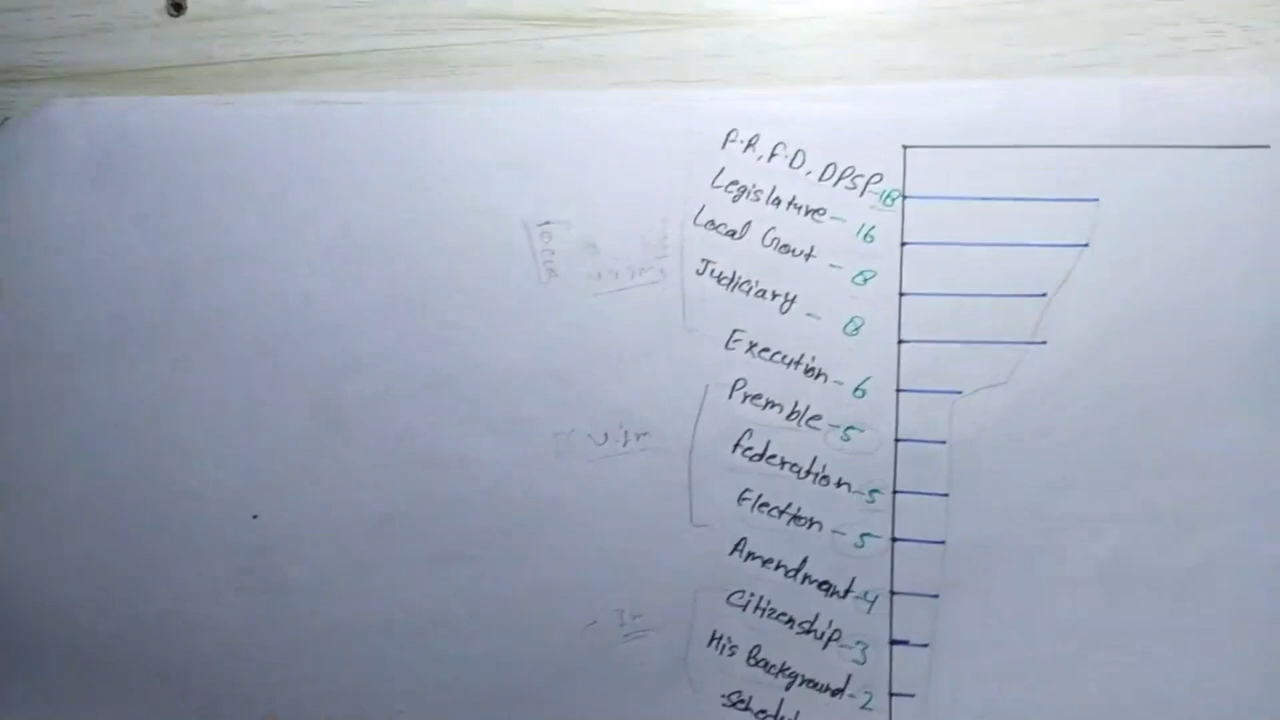 F.R, F.D, DPSP-18
Legislature - 16
Local Govt - 8
Judiciary - 8
Execution - 6
Premble - 5
federation - 5
Election - 5
Amendmant - 4
Citizenship - 3
His Background - 2